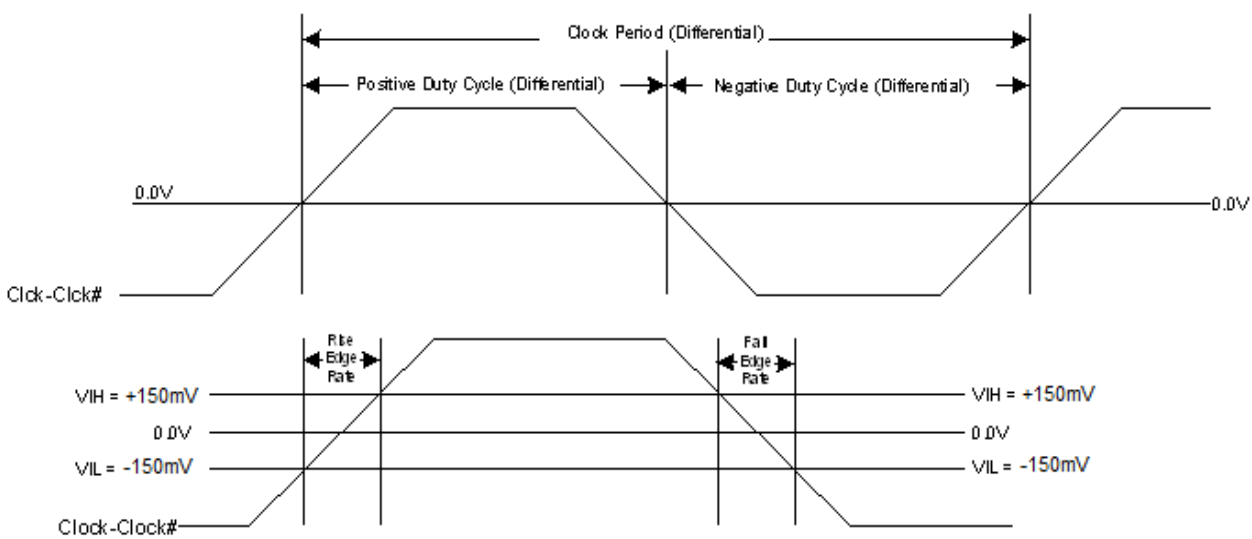 Clock Period (Differential)
Positive Duty Cycle (Differential)
Negative Duty Cycle (Differential)
0.0V
0.0V
Clck-Clck#
Rise
Edge
Rate
Fall
Edge
Rate
VIH = +150mV
VIH = +150mV
0.0V
0.0V
VIL = -150mV
VIL = -150mV
Clock-Clock#